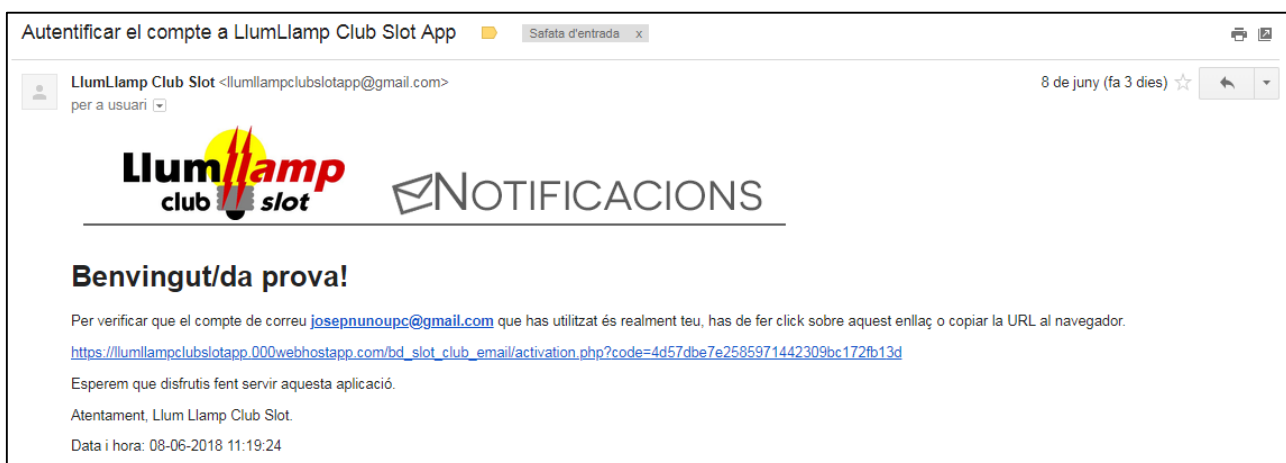 Autentificar el compte a LlumLlamp Club Slot App Safata d'entrada x
LlumLlamp Club Slot <llumllampclubslotapp@gmail.com> 8 de juny (fa 3 dies)
per a usuari
Llumllamp
club slot
NOTIFICACIONS
Benvingut/da prova!
Per verificar que el compte de correu josepnunoupc@gmail.com que has utilitzat és realment teu, has de fer click sobre aquest enllaç o copiar la URL al navegador.
https://llumllampclubslotapp.000webhostapp.com/bd_slot_club_email/activation.php?code=4d57dbe7e2585971442309bc172fb13d
Esperem que disfrutis fent servir aquesta aplicació.
Atentament, Llum Llamp Club Slot.
Data i hora: 08-06-2018 11:19:24